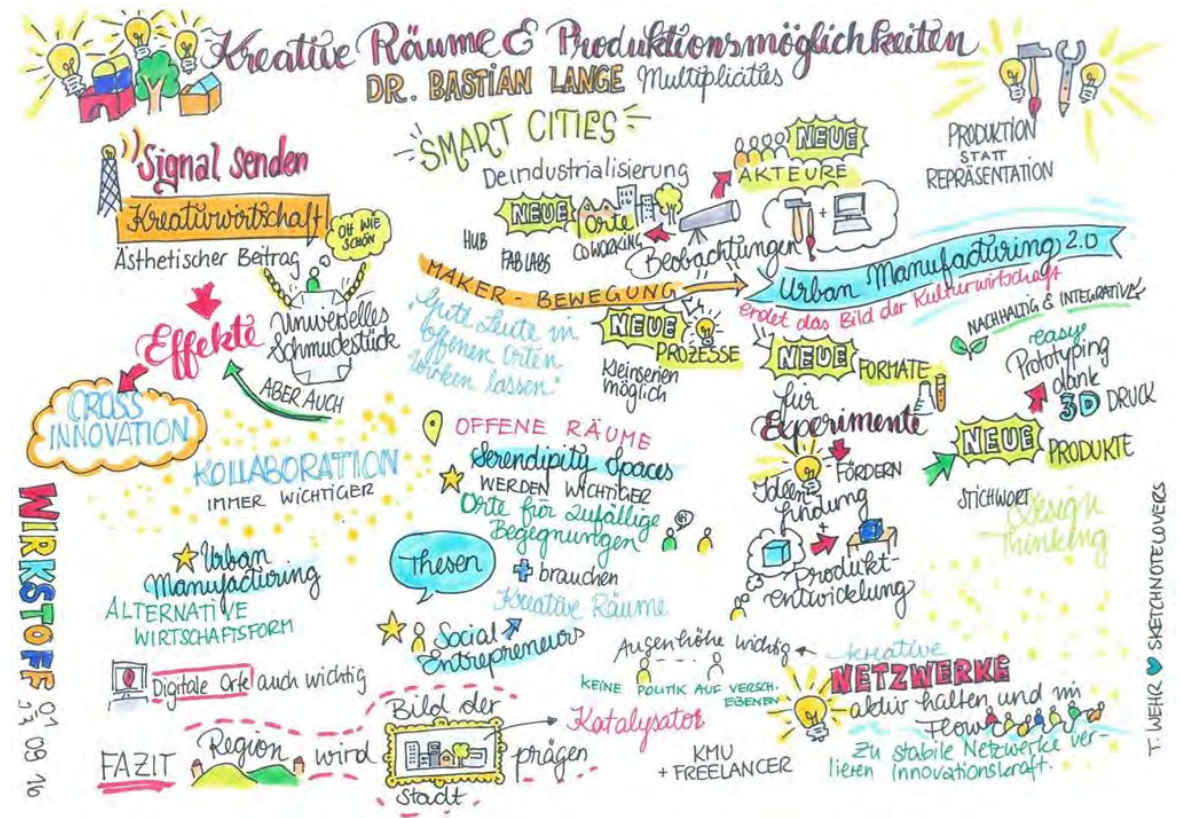 Kreative Räume & Produktionsmöglichkeiten
DR. BASTIAN LANGE Multiplicities
Signal senden
Kreativwirtschaft
Ästhetischer Beitrag
OH WIE
SCHÖN
Universelles
Schmuckstück
Effekte
ABER AUCH
CROSS
INNOVATION
KOLLABORATION
IMMER WICHTIGER
SMART CITIES
Deindustrialisierung
NEUE Orte
HUB
FAB LABS
COWORKING
Beobachtungen
NEUE
AKTEURE
PRODUKTION
STATT
REPRÄSENTATION
MAKER - BEWEGUNG
Urban Manufacturing 2.0
endet das Bild der Kulturwirtschaft
NACHHALTIG & INTEGRATIVE
"Gute Leute in
offenen Orten
wirken lassen."
NEUE
PROZESSE
Kleinserien
möglich
NEUE FORMATE
für
Experimente
FÖRDERN
Ideen
findung
+
Produkt-
entwicklung
easy
Prototyping
dank
3D DRUCK
NEUE PRODUKTE
STICHWORT
Design
Thinking
OFFENE RÄUME
Serendipity Spaces
WERDEN WICHTIGER
Orte für zufällige
Begegnungen
HI
Thesen
+ brauchen
Kreative Räume
Social
Entrepreneurs
Urban
Manufacturing
ALTERNATIVE
WIRTSCHAFTSFORM
Digitale Orte auch wichtig
Augenhöhe wichtig
KEINE POLITIK AUF VERSCH.
EBENEN
kreative
NETZWERKE
aktiv halten und im
Flow
Zu stabile Netzwerke ver-
lieren Innovationskraft.
FAZIT
Region wird
Bild der
Stadt
prägen
Katalysator
KMU
+ FREELANCER
WIRKSTOFF
09 16
T. WEHR SKETCHNOTELOVERS